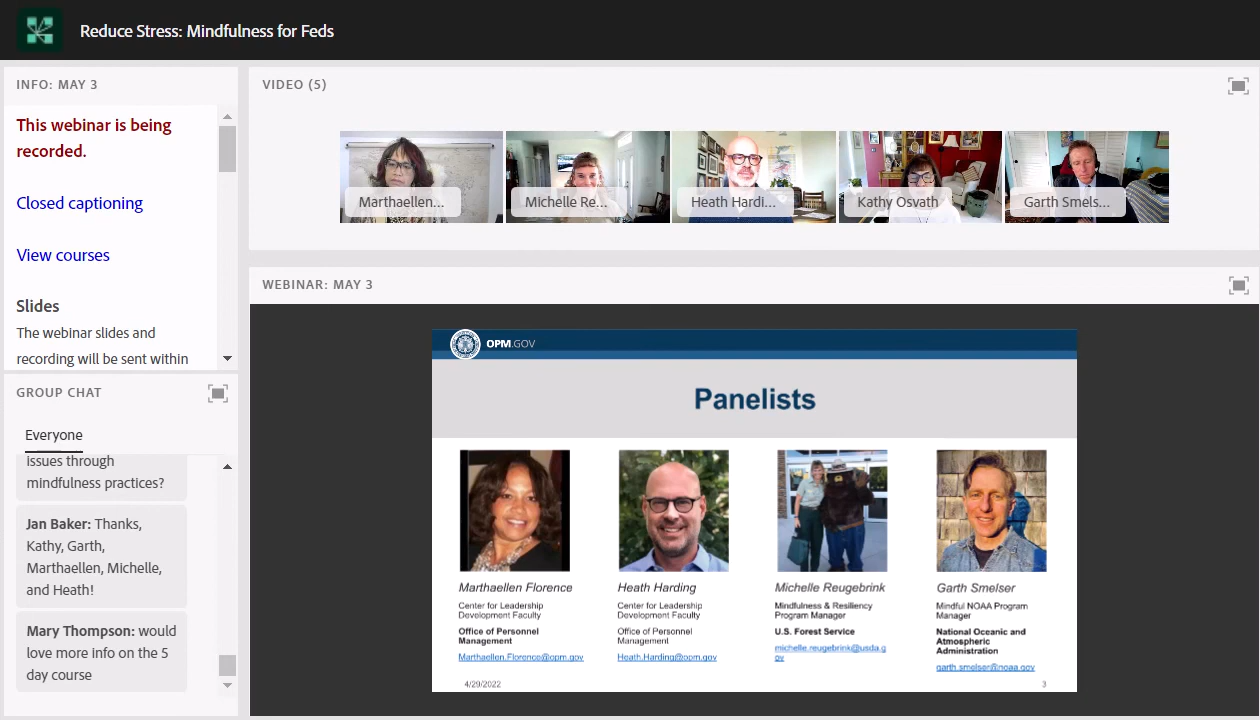 Reduce Stress: Mindfulness for Feds
INFO: MAY 3
This webinar is being
recorded.
Closed captioning
View courses
Slides
The webinar slides and
recording will be sent within
GROUP CHAT
Everyone
issues through
mindfulness practices?
Jan Baker: Thanks,
Kathy, Garth,
Marthaellen, Michelle,
and Heath!
Mary Thompson: would
love more info on the 5
day course
VIDEO (5)
Marthaellen...
Michelle Re...
Heath Hardi...
Kathy Osvath
Garth Smels...
WEBINAR: MAY 3
OPM.GOV
Panelists
Marthaellen Florence
Center for Leadership
Development Faculty
Office of Personnel
Management
Marthaellen.Florence@opm.gov
Heath Harding
Center for Leadership
Development Faculty
Office of Personnel
Management
Heath.Harding@opm.gov
Michelle Reugebrink
Mindfulness & Resiliency
Program Manager
U.S. Forest Service
michelle.reugebrink@usda.g
ov
Garth Smelser
Mindful NOAA Program
Manager
National Oceanic and
Atmospheric
Administration
garth.smelser@noaa.gov
4/29/2022
3